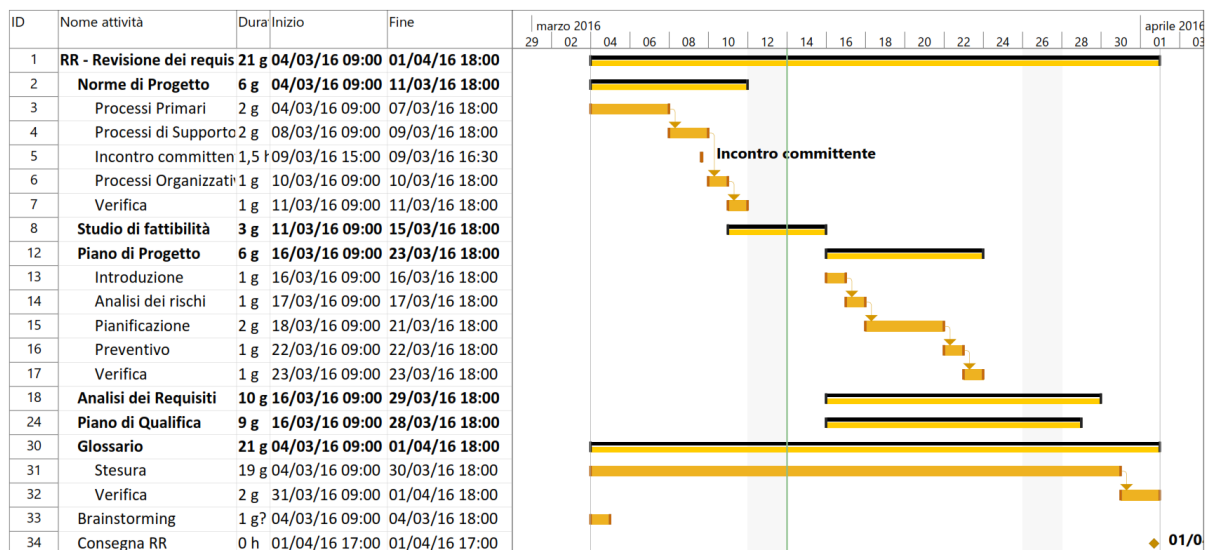 ID Nome attività Durat Inizio Fine
marzo 2016 aprile 2016
29 02 04 06 08 10 12 14 16 18 20 22 24 26 28 30 01 03
1 RR - Revisione dei requis 21 g 04/03/16 09:00 01/04/16 18:00
2 Norme di Progetto 6 g 04/03/16 09:00 11/03/16 18:00
3 Processi Primari 2 g 04/03/16 09:00 07/03/16 18:00
4 Processi di Supporto 2 g 08/03/16 09:00 09/03/16 18:00
5 Incontro committen 1,5 h 09/03/16 15:00 09/03/16 16:30 Incontro committente
6 Processi Organizzati 1 g 10/03/16 09:00 10/03/16 18:00
7 Verifica 1 g 11/03/16 09:00 11/03/16 18:00
8 Studio di fattibilità 3 g 11/03/16 09:00 15/03/16 18:00
12 Piano di Progetto 6 g 16/03/16 09:00 23/03/16 18:00
13 Introduzione 1 g 16/03/16 09:00 16/03/16 18:00
14 Analisi dei rischi 1 g 17/03/16 09:00 17/03/16 18:00
15 Pianificazione 2 g 18/03/16 09:00 21/03/16 18:00
16 Preventivo 1 g 22/03/16 09:00 22/03/16 18:00
17 Verifica 1 g 23/03/16 09:00 23/03/16 18:00
18 Analisi dei Requisiti 10 g 16/03/16 09:00 29/03/16 18:00
24 Piano di Qualifica 9 g 16/03/16 09:00 28/03/16 18:00
30 Glossario 21 g 04/03/16 09:00 01/04/16 18:00
31 Stesura 19 g 04/03/16 09:00 30/03/16 18:00
32 Verifica 2 g 31/03/16 09:00 01/04/16 18:00
33 Brainstorming 1 g? 04/03/16 09:00 04/03/16 18:00
34 Consegna RR 0 h 01/04/16 17:00 01/04/16 17:00 01/0